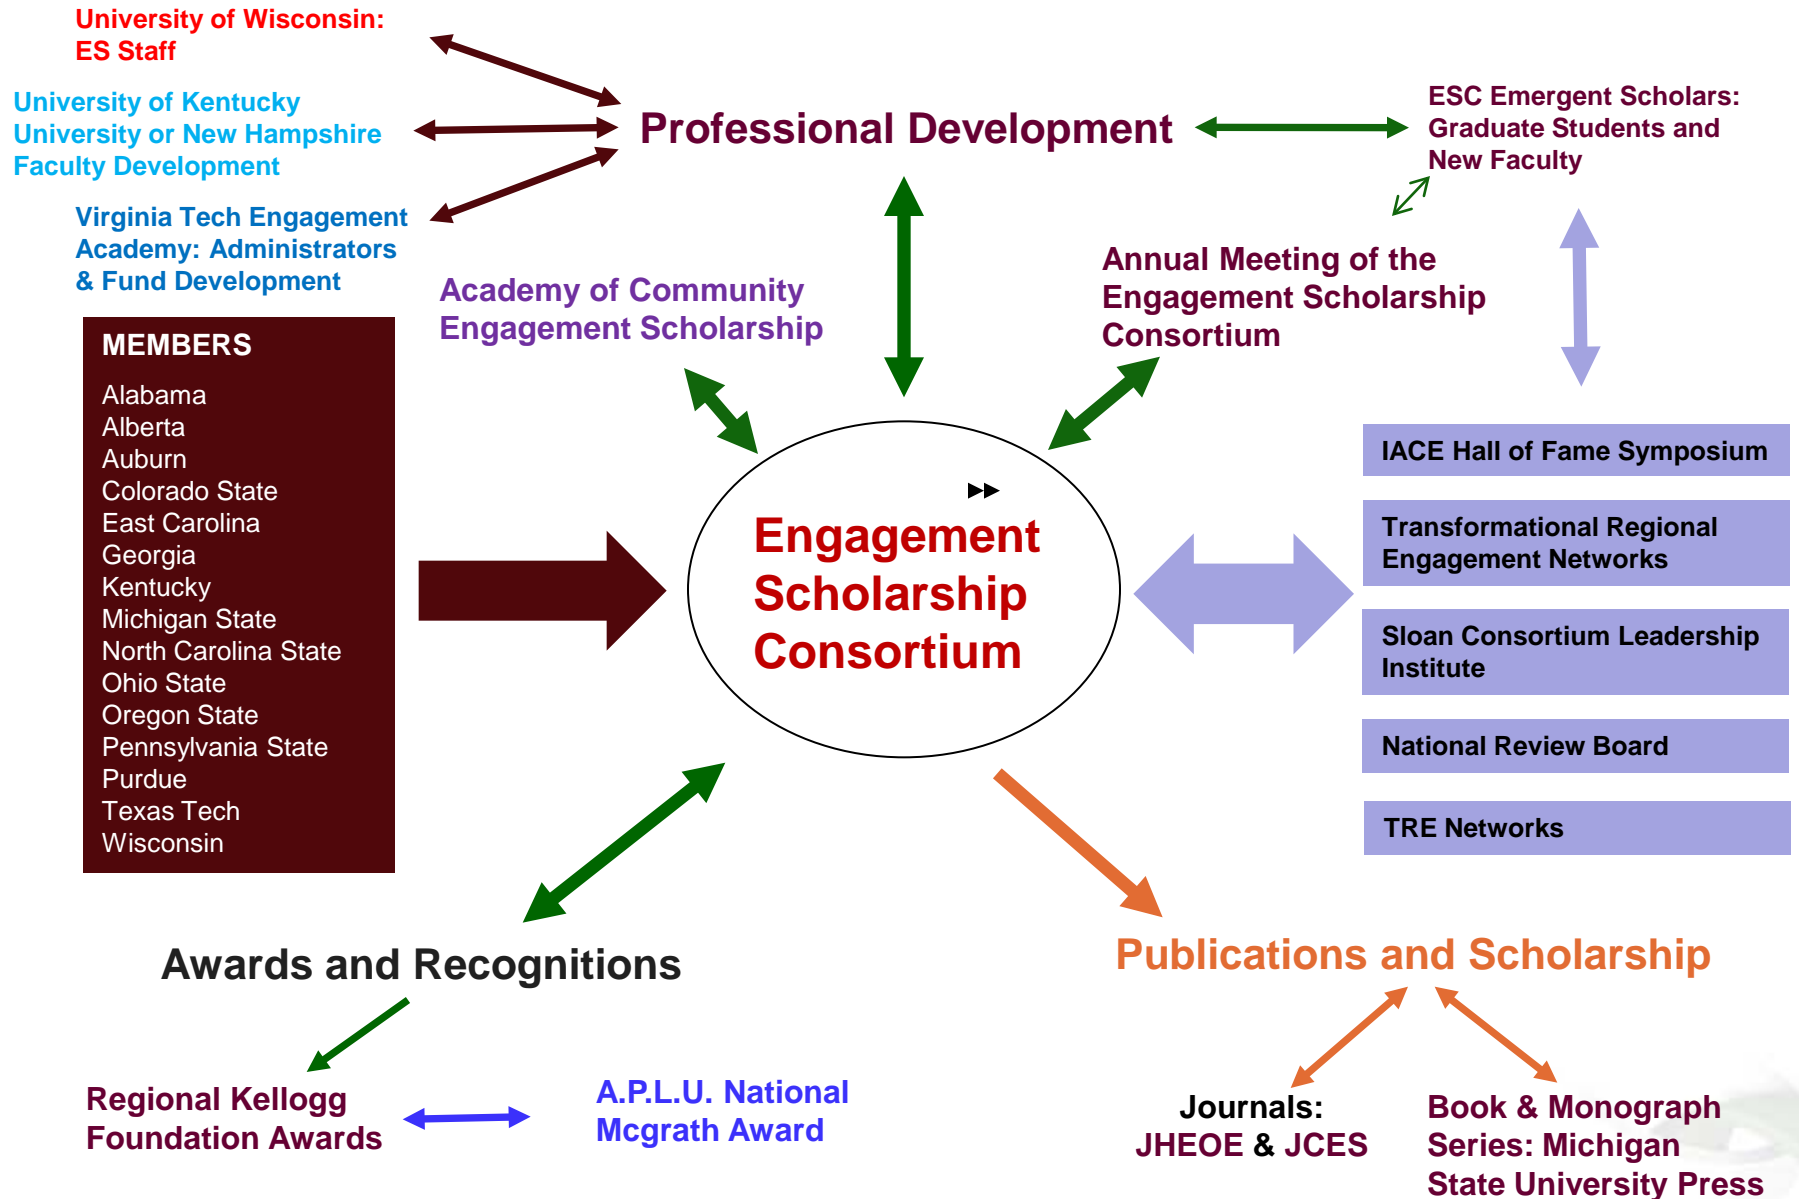 University of Wisconsin:
ES Staff
University of Kentucky
University or New Hampshire
Faculty Development
Virginia Tech Engagement
Academy: Administrators
& Fund Development
Professional Development
ESC Emergent Scholars:
Graduate Students and
New Faculty
Academy of Community
Engagement Scholarship
Annual Meeting of the
Engagement Scholarship
Consortium
MEMBERS
Alabama
Alberta
Auburn
Colorado State
East Carolina
Georgia
Kentucky
Michigan State
North Carolina State
Ohio State
Oregon State
Pennsylvania State
Purdue
Texas Tech
Wisconsin
Engagement
Scholarship
Consortium
IACE Hall of Fame Symposium
Transformational Regional
Engagement Networks
Sloan Consortium Leadership
Institute
National Review Board
TRE Networks
Awards and Recognitions
Regional Kellogg
Foundation Awards
A.P.L.U. National
Mcgrath Award
Publications and Scholarship
Journals:
JHEOE & JCES
Book & Monograph
Series: Michigan
State University Press